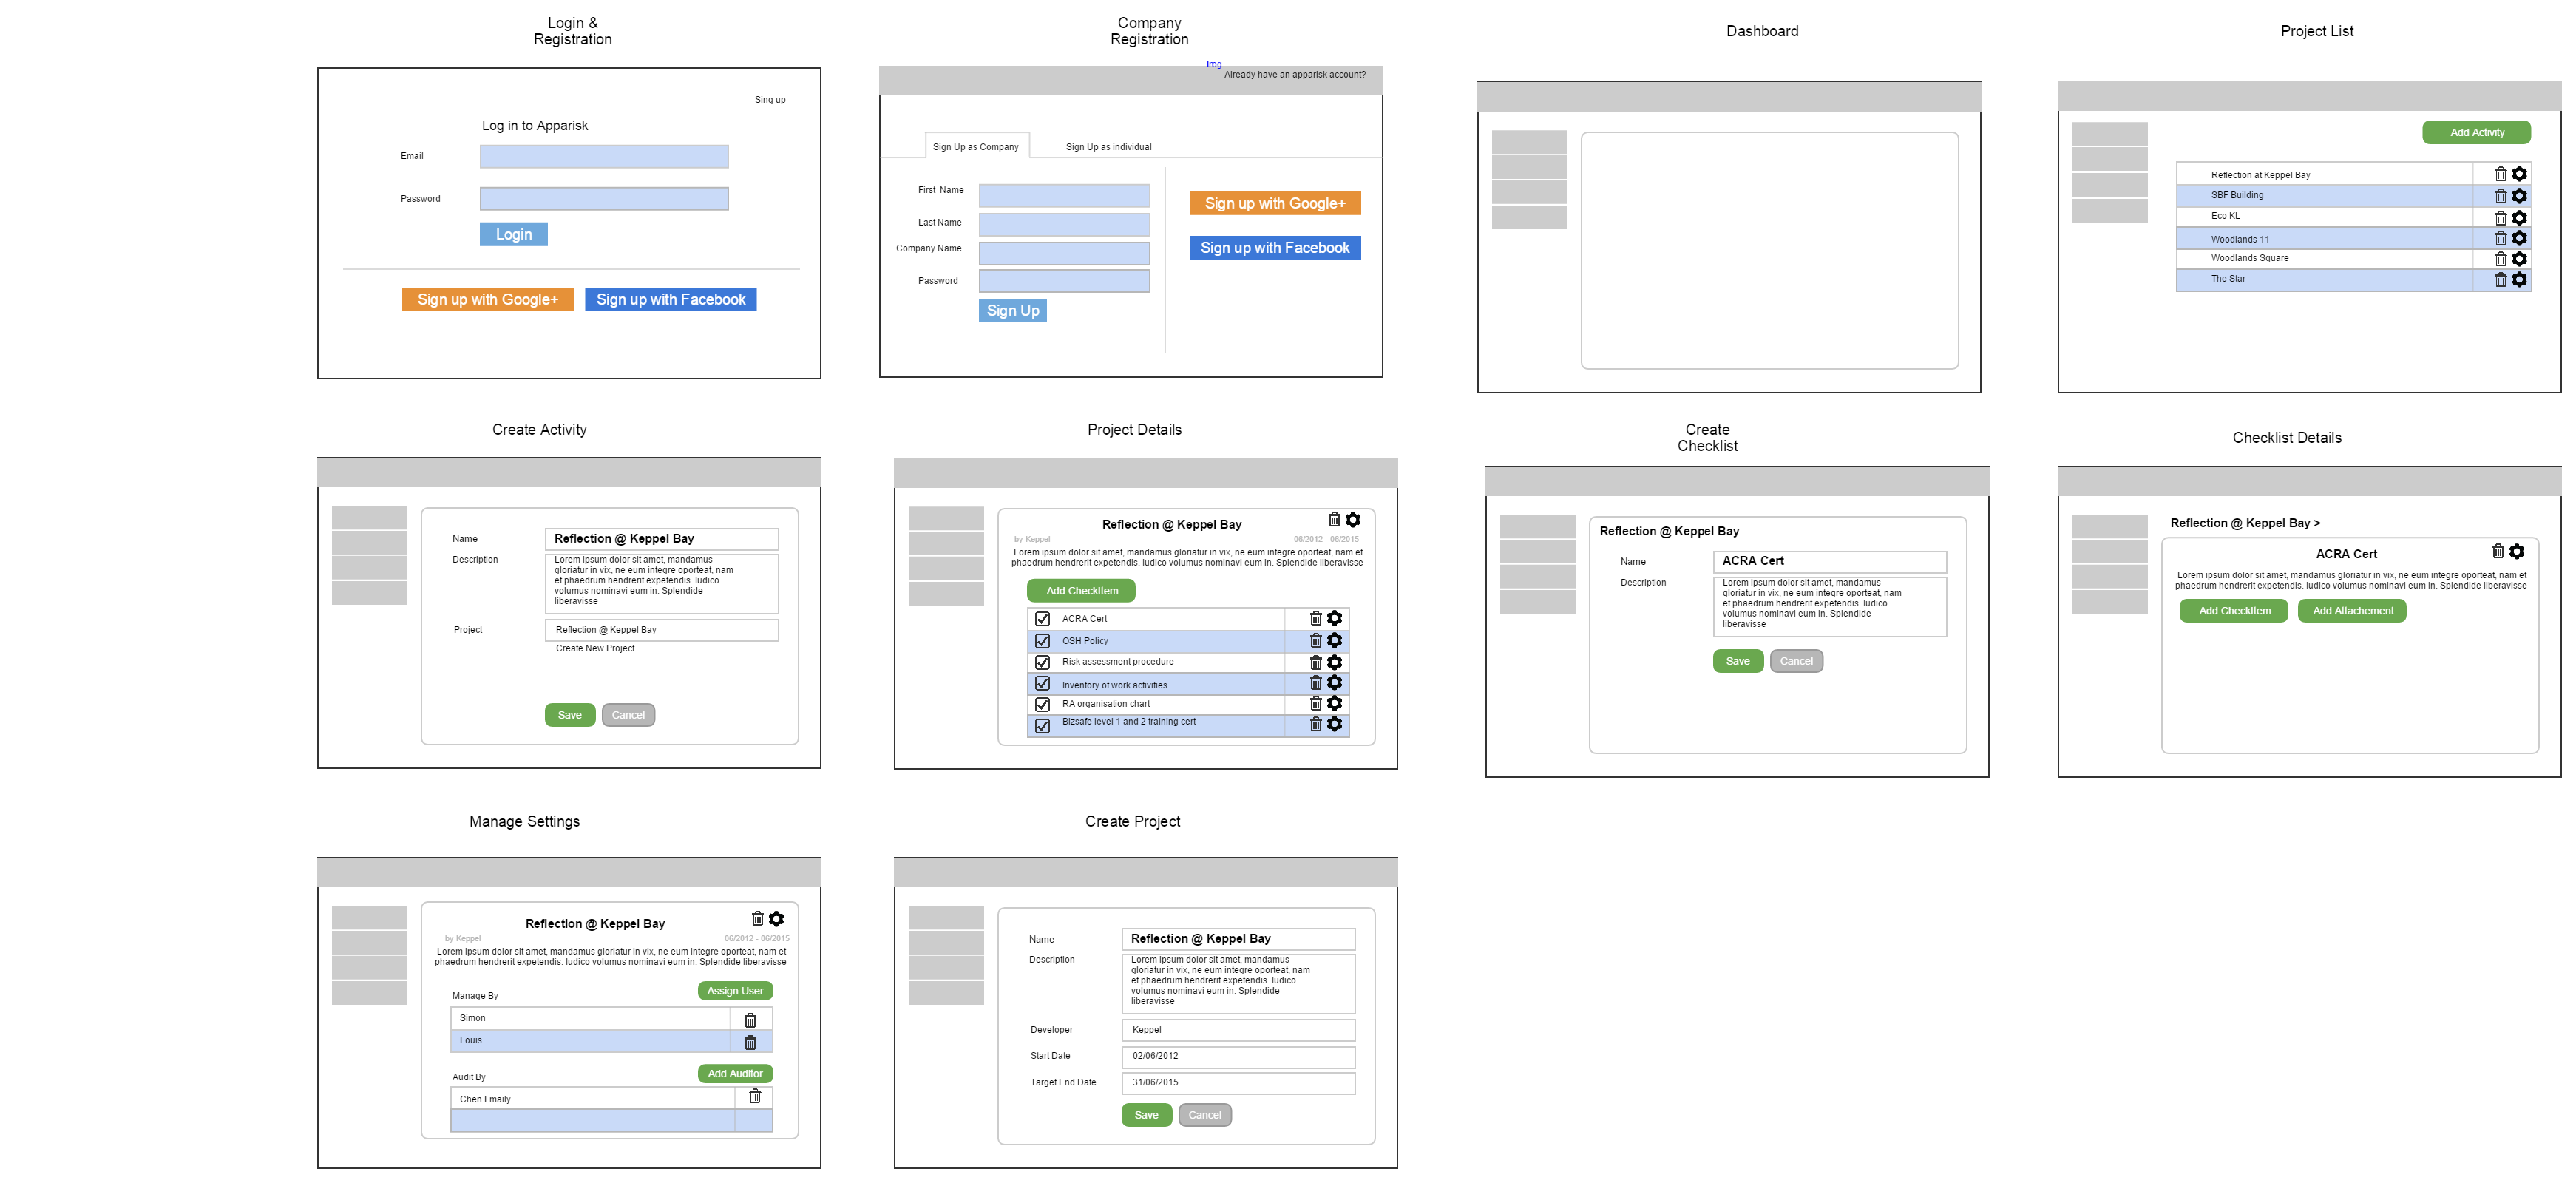 Login &
Registration
Sing up
Log in to Apparisk
Email
Password
Login
Sign up with Google+
Sign up with Facebook
Company
Registration
Log
Already have an apparisk account?
Sign Up as Company
Sign Up as individual
First Name
Last Name
Company Name
Password
Sign Up
Sign up with Google+
Sign up with Facebook
Dashboard
Project List
Add Activity
Reflection at Keppel Bay
SBF Building
Eco KL
Woodlands 11
Woodlands Square
The Star
Create Activity
Name
Reflection @ Keppel Bay
Description
Lorem ipsum dolor sit amet, mandamus
gloriatur in vix, ne eum integre oporteat, nam
et phaedrum hendrerit expetendis. Iudico
volumus nominavi eum in. Splendide
liberavisse
Project
Reflection @ Keppel Bay
Create New Project
Save
Cancel
Project Details
Reflection @ Keppel Bay
by Keppel
06/2012 - 06/2015
Lorem ipsum dolor sit amet, mandamus gloriatur in vix, ne eum integre oporteat, nam et
phaedrum hendrerit expetendis. Iudico volumus nominavi eum in. Splendide liberavisse
Add CheckItem
ACRA Cert
OSH Policy
Risk assessment procedure
Inventory of work activities
RA organisation chart
Bizsafe level 1 and 2 training cert
Create
Checklist
Reflection @ Keppel Bay
Name
ACRA Cert
Description
Lorem ipsum dolor sit amet, mandamus
gloriatur in vix, ne eum integre oporteat, nam
et phaedrum hendrerit expetendis. Iudico
volumus nominavi eum in. Splendide
liberavisse
Save
Cancel
Checklist Details
Reflection @ Keppel Bay >
ACRA Cert
Lorem ipsum dolor sit amet, mandamus gloriatur in vix, ne eum integre oporteat, nam et
phaedrum hendrerit expetendis. Iudico volumus nominavi eum in. Splendide liberavisse
Add CheckItem
Add Attachement
Manage Settings
Reflection @ Keppel Bay
by Keppel
06/2012 - 06/2015
Lorem ipsum dolor sit amet, mandamus gloriatur in vix, ne eum integre oporteat, nam et
phaedrum hendrerit expetendis. Iudico volumus nominavi eum in. Splendide liberavisse
Manage By
Assign User
Simon
Louis
Audit By
Add Auditor
Chen Fmaily
Create Project
Name
Reflection @ Keppel Bay
Description
Lorem ipsum dolor sit amet, mandamus
gloriatur in vix, ne eum integre oporteat, nam
et phaedrum hendrerit expetendis. Iudico
volumus nominavi eum in. Splendide
liberavisse
Developer
Keppel
Start Date
02/06/2012
Target End Date
31/06/2015
Save
Cancel